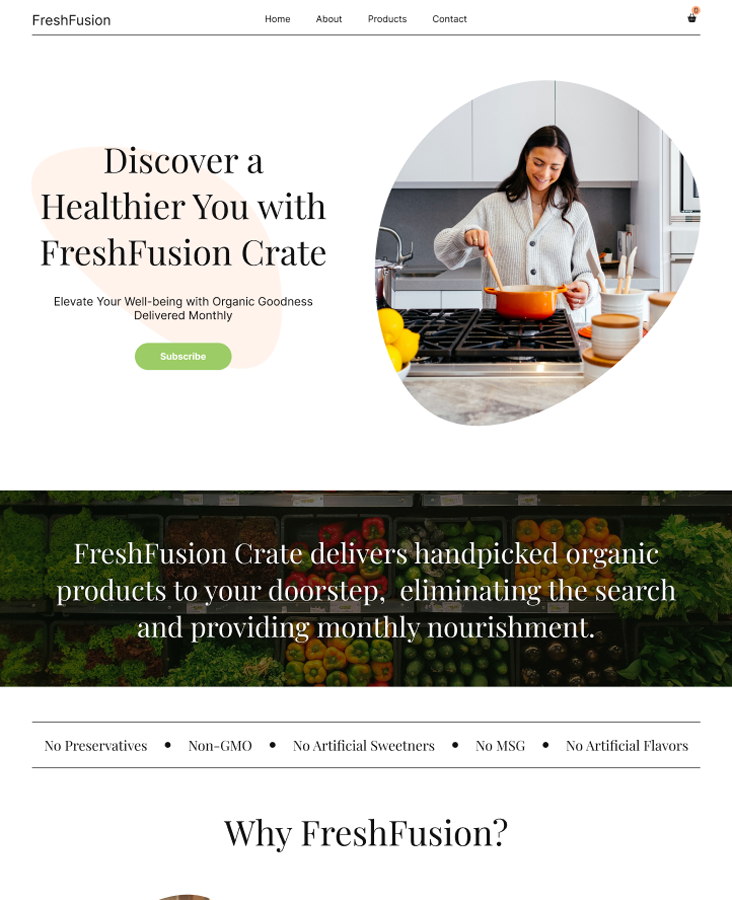 FreshFusion
Home About Products Contact
0
Discover a
Healthier You with
FreshFusion Crate
Elevate Your Well-being with Organic Goodness
Delivered Monthly
Subscribe
FreshFusion Crate delivers handpicked organic
products to your doorstep,  eliminating the search
and providing monthly nourishment.
No Preservatives • Non-GMO • No Artificial Sweetners • No MSG • No Artificial Flavors
Why FreshFusion?